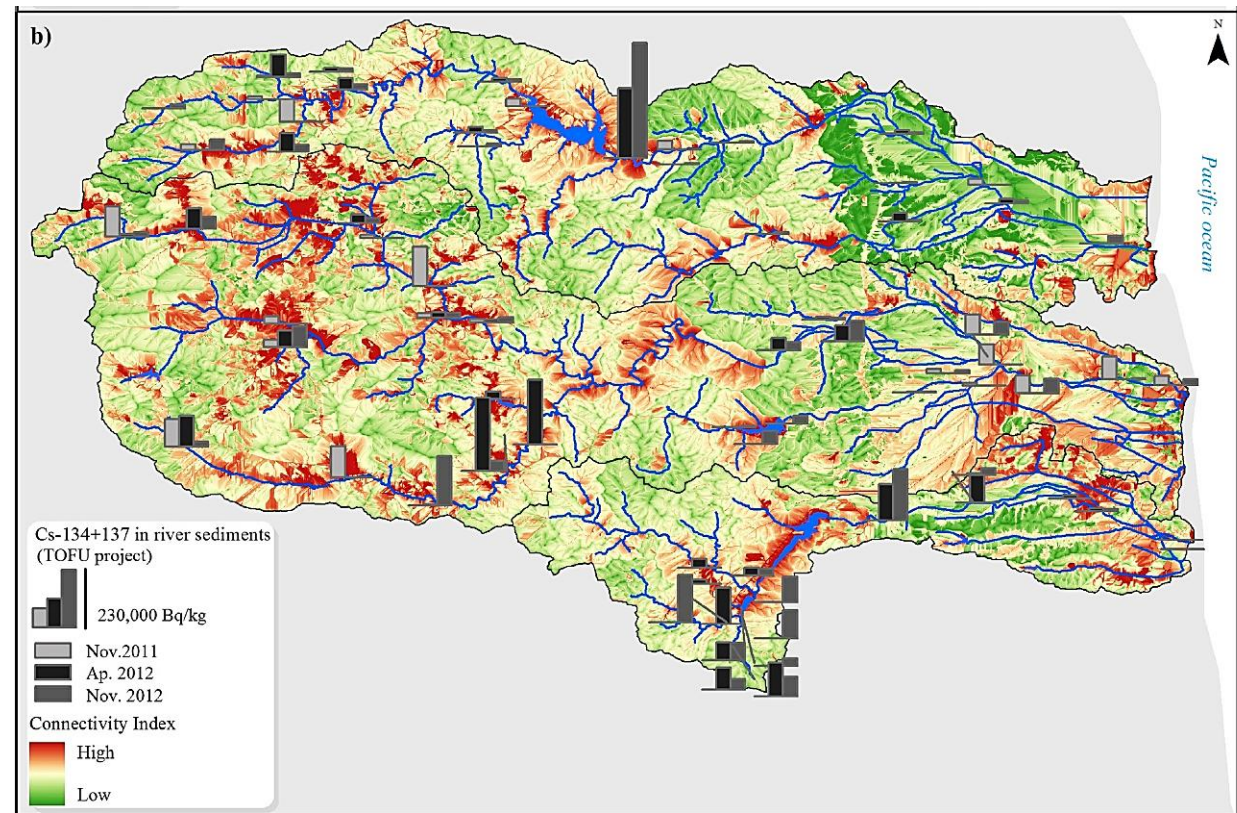 b)
N
Pacific ocean
Cs-134+137 in river sediments
(TOFU project)
230,000 Bq/kg
Nov.2011
Ap. 2012
Nov. 2012
Connectivity Index
High
Low